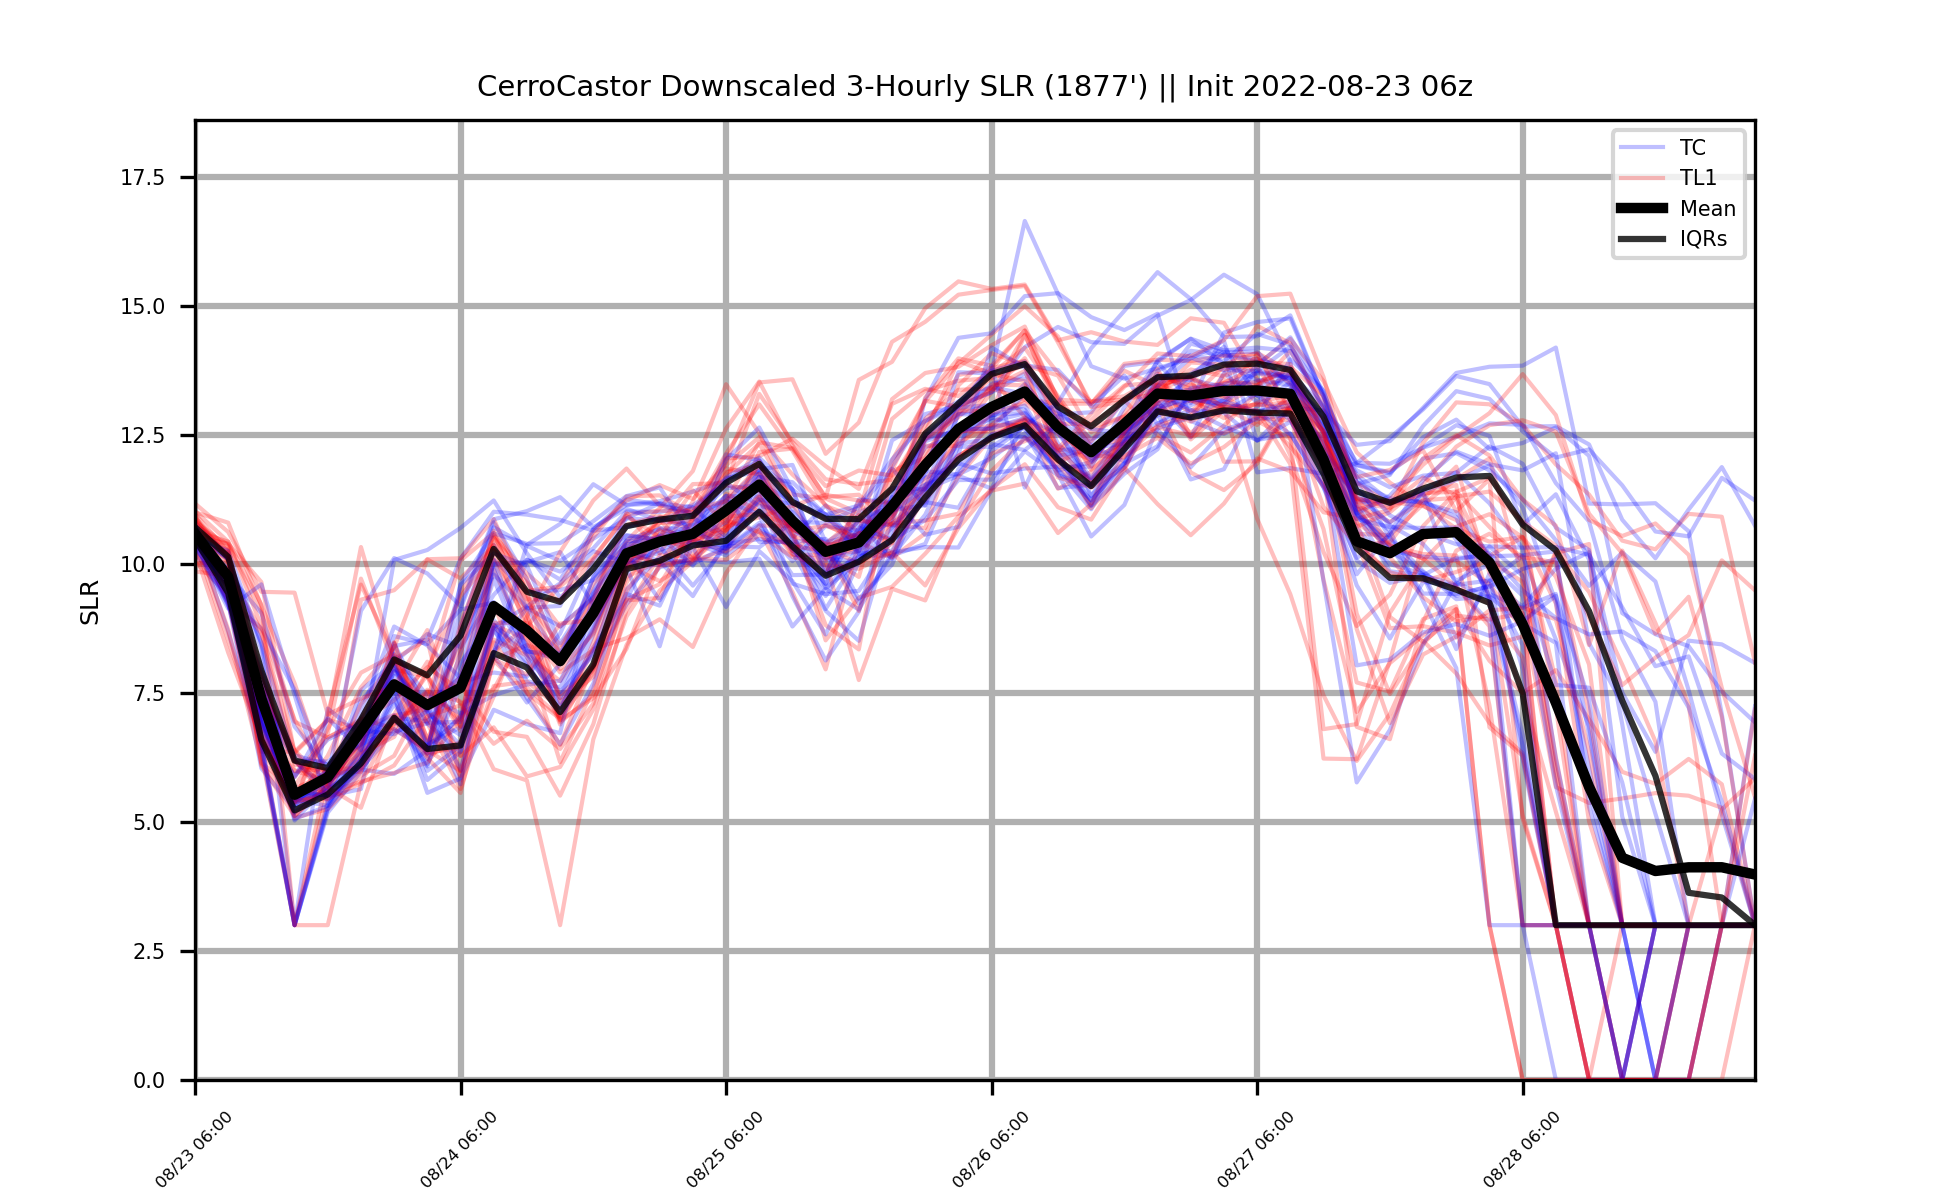 CerroCastor Downscaled 3-Hourly SLR (1877') || Init 2022-08-23 06z
TC
TL1
Mean
IQRs
17.5
15.0
12.5
10.0
7.5
5.0
2.5
0.0
SLR
08/23 06:00
08/24 06:00
08/25 06:00
08/26 06:00
08/27 06:00
08/28 06:00